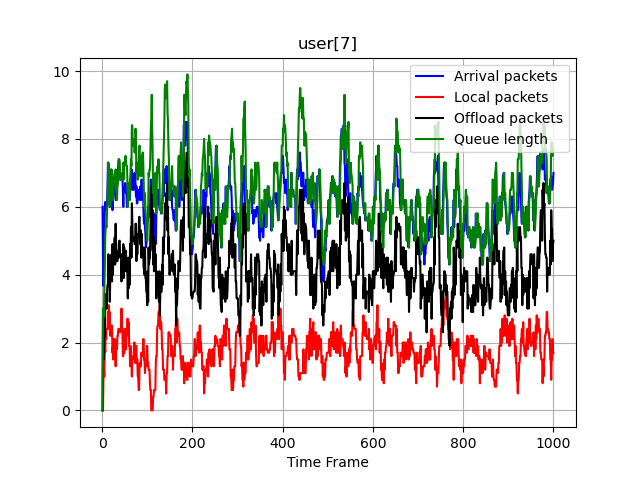 user[7]
Arrival packets
Local packets
Offload packets
Queue length
10
8
6
4
2
0
0 200 400 600 800 1000
Time Frame